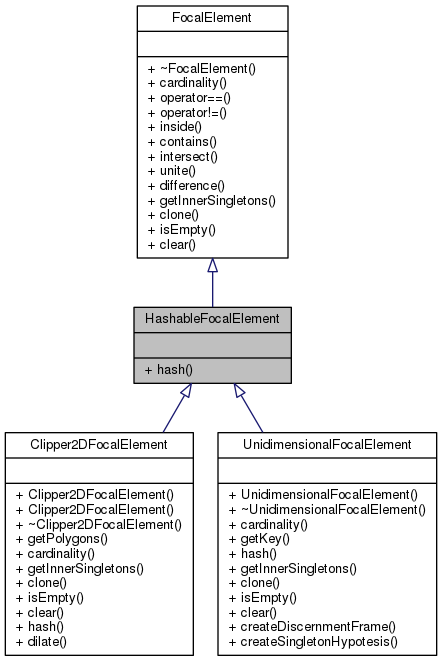 FocalElement
+ ~FocalElement()
+ cardinality()
+ operator==()
+ operator!=()
+ inside()
+ contains()
+ intersect()
+ unite()
+ difference()
+ getInnerSingletons()
+ clone()
+ isEmpty()
+ clear()
HashableFocalElement
+ hash()
Clipper2DFocalElement
+ Clipper2DFocalElement()
+ Clipper2DFocalElement()
+ ~Clipper2DFocalElement()
+ getPolygons()
+ cardinality()
+ getInnerSingletons()
+ clone()
+ isEmpty()
+ clear()
+ hash()
+ dilate()
UnidimensionalFocalElement
+ UnidimensionalFocalElement()
+ ~UnidimensionalFocalElement()
+ cardinality()
+ getKey()
+ hash()
+ getInnerSingletons()
+ clone()
+ isEmpty()
+ clear()
+ createDiscernmentFrame()
+ createSingletonHypotesis()